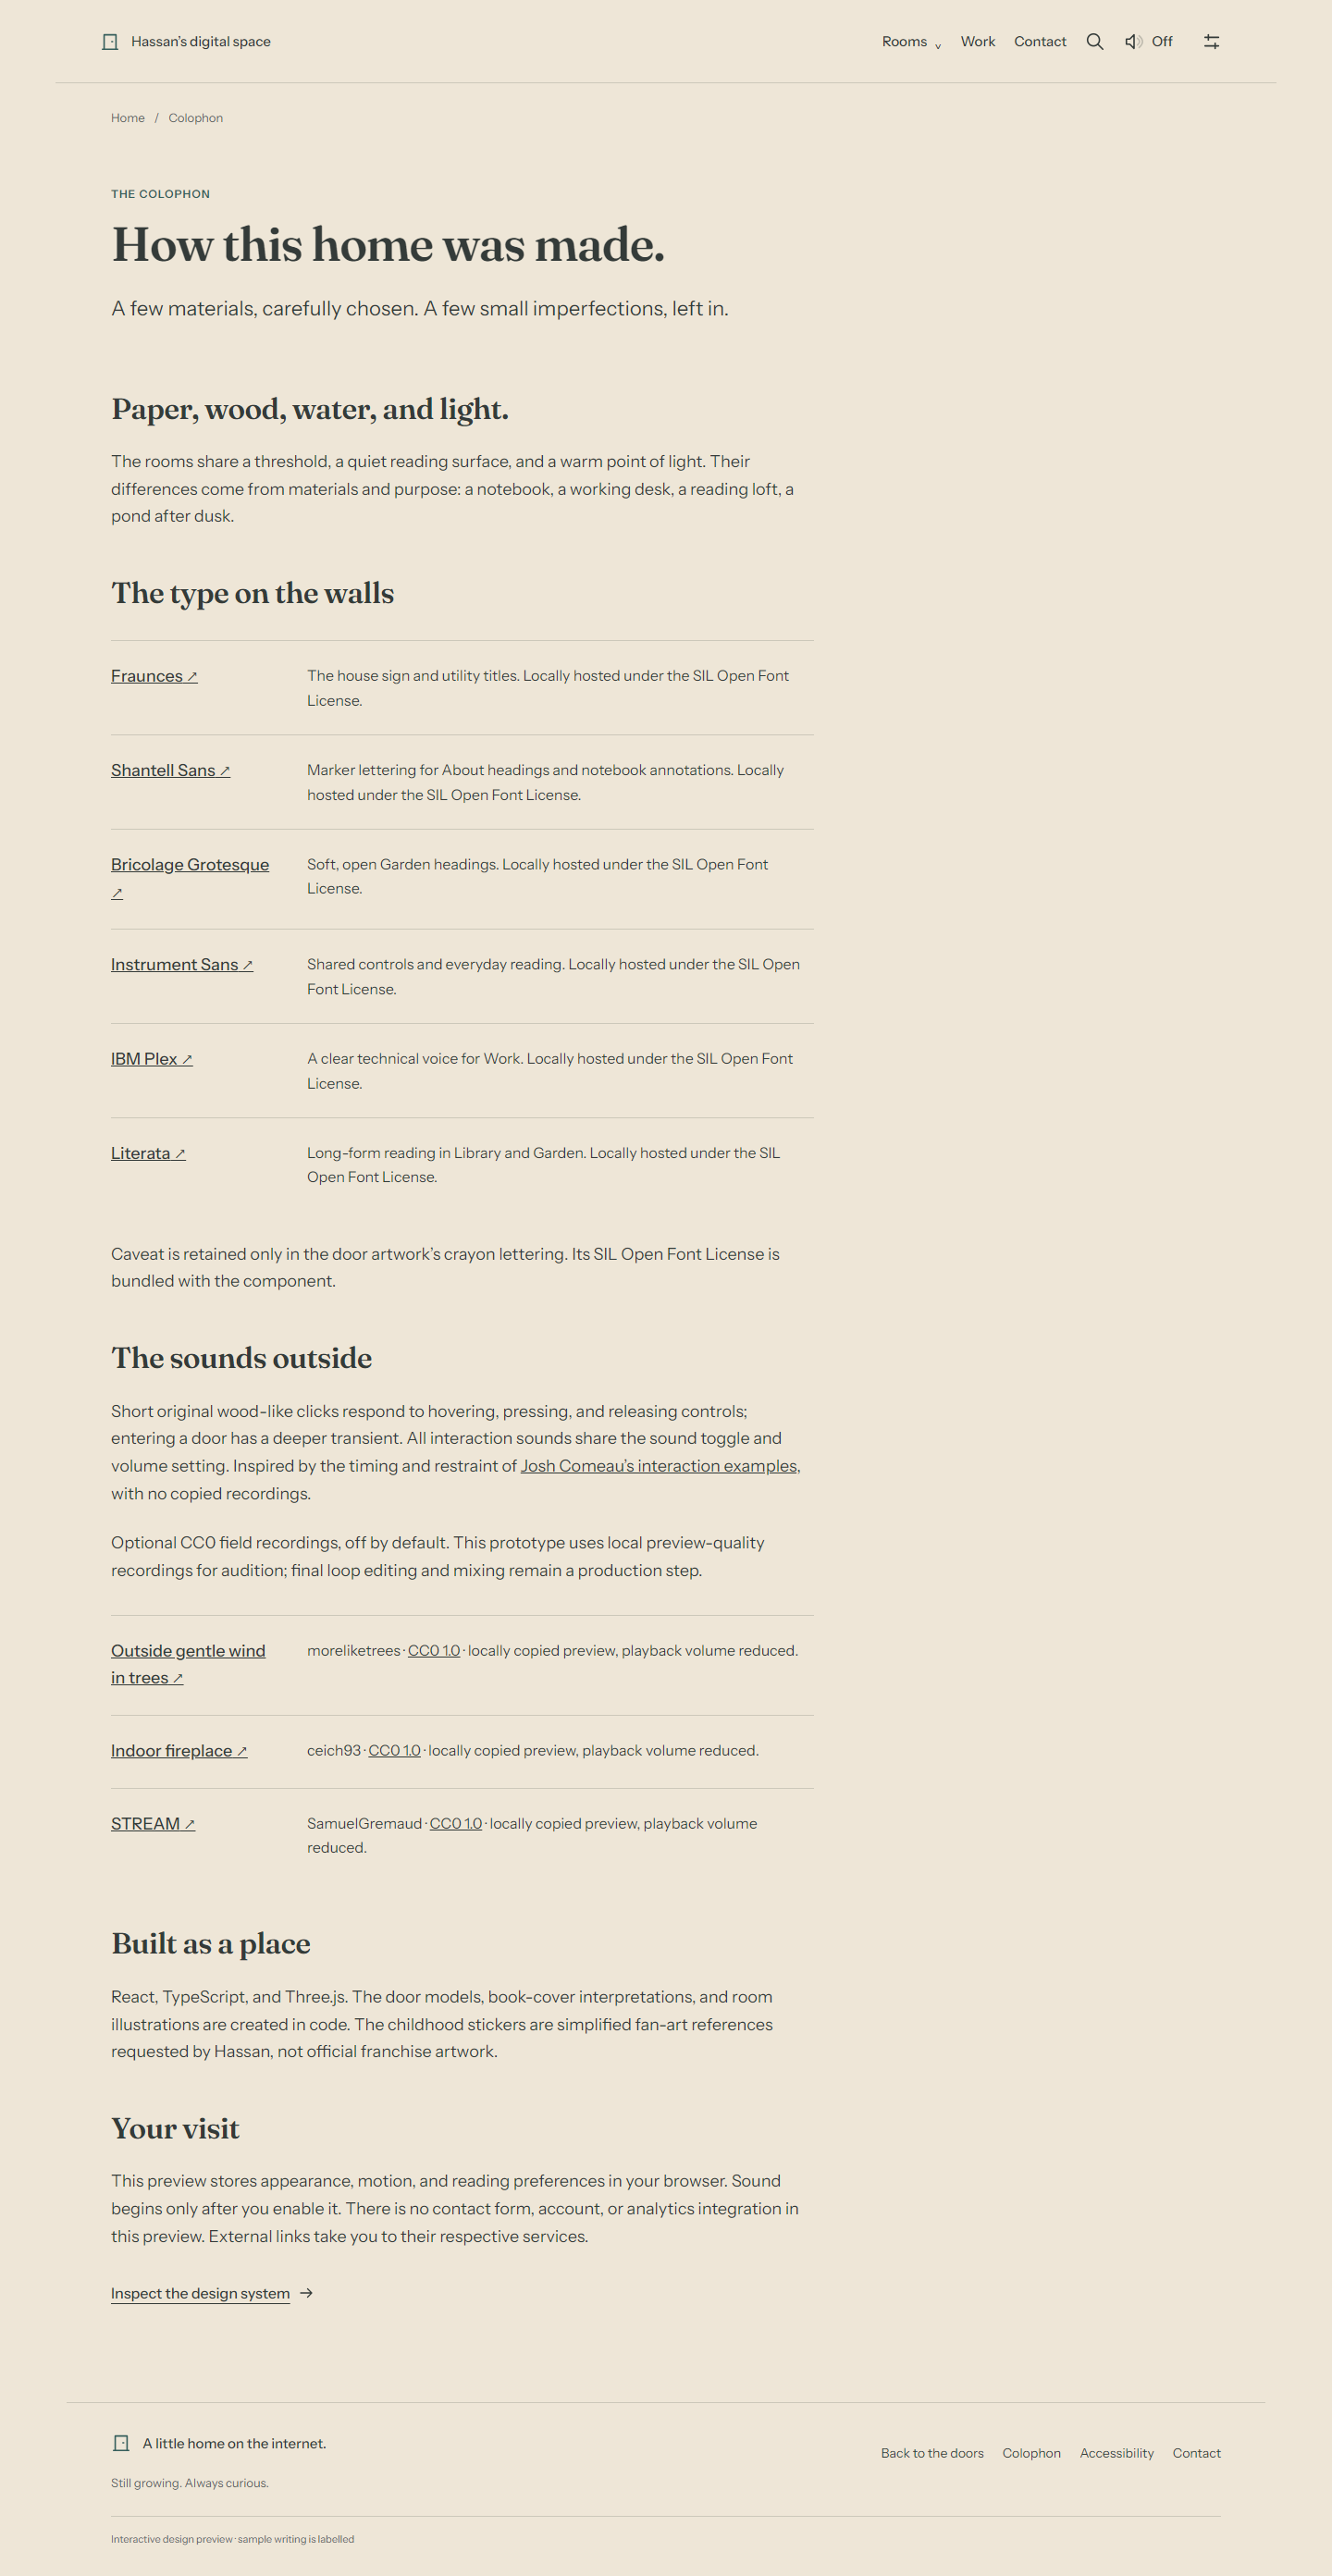 Hassan's digital space
Rooms Work Contact Off
Home / Colophon
THE COLOPHON
How this home was made.
A few materials, carefully chosen. A few small imperfections, left in.
Paper, wood, water, and light.
The rooms share a threshold, a quiet reading surface, and a warm point of light. Their
differences come from materials and purpose: a notebook, a working desk, a reading loft, a
pond after dusk.
The type on the walls
Fraunces ↗
The house sign and utility titles. Locally hosted under the SIL Open Font
License.
Shantell Sans ↗
Marker lettering for About headings and notebook annotations. Locally
hosted under the SIL Open Font License.
Bricolage Grotesque
↗
Soft, open Garden headings. Locally hosted under the SIL Open Font
License.
Instrument Sans ↗
Shared controls and everyday reading. Locally hosted under the SIL Open
Font License.
IBM Plex ↗
A clear technical voice for Work. Locally hosted under the SIL Open Font
License.
Literata ↗
Long-form reading in Library and Garden. Locally hosted under the SIL
Open Font License.
Caveat is retained only in the door artwork's crayon lettering. Its SIL Open Font License is
bundled with the component.
The sounds outside
Short original wood-like clicks respond to hovering, pressing, and releasing controls;
entering a door has a deeper transient. All interaction sounds share the sound toggle and
volume setting. Inspired by the timing and restraint of Josh Comeau's interaction examples,
with no copied recordings.
Optional CC0 field recordings, off by default. This prototype uses local preview-quality
recordings for audition; final loop editing and mixing remain a production step.
Outside gentle wind
in trees ↗
moreliketrees · CC0 1.0 · locally copied preview, playback volume reduced.
Indoor fireplace ↗
ceich93 · CC0 1.0 · locally copied preview, playback volume reduced.
STREAM ↗
SamuelGremaud · CC0 1.0 · locally copied preview, playback volume
reduced.
Built as a place
React, TypeScript, and Three.js. The door models, book-cover interpretations, and room
illustrations are created in code. The childhood stickers are simplified fan-art references
requested by Hassan, not official franchise artwork.
Your visit
This preview stores appearance, motion, and reading preferences in your browser. Sound
begins only after you enable it. There is no contact form, account, or analytics integration in
this preview. External links take you to their respective services.
Inspect the design system →
A little home on the internet.
Still growing. Always curious.
Back to the doors Colophon Accessibility Contact
Interactive design preview · sample writing is labelled